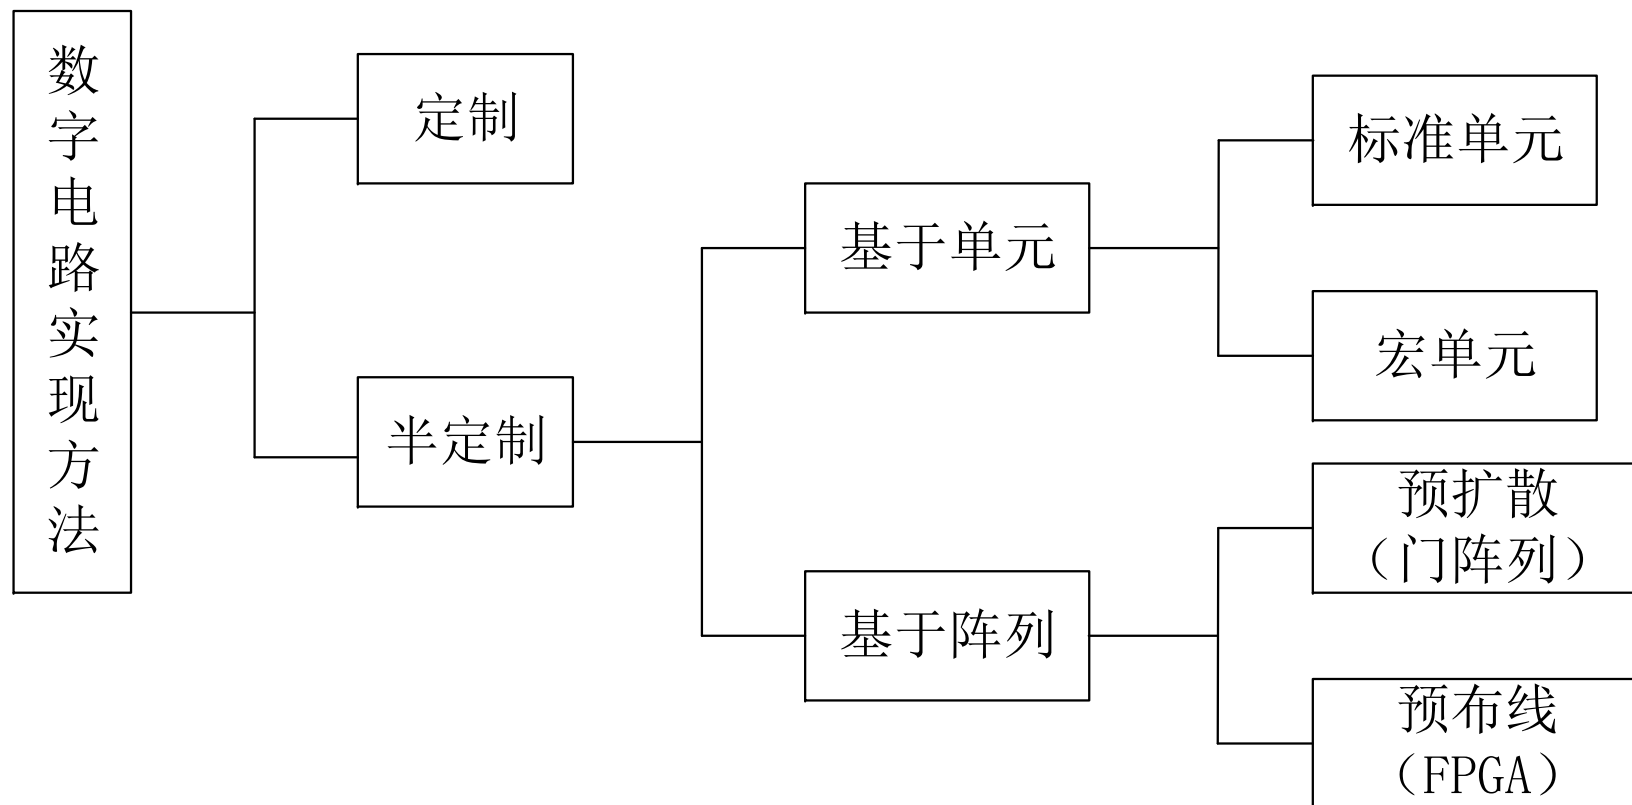 数字电路实现方法
定制
半定制
基于单元
基于阵列
标准单元
宏单元
预扩散
（门阵列）
预布线
（FPGA）